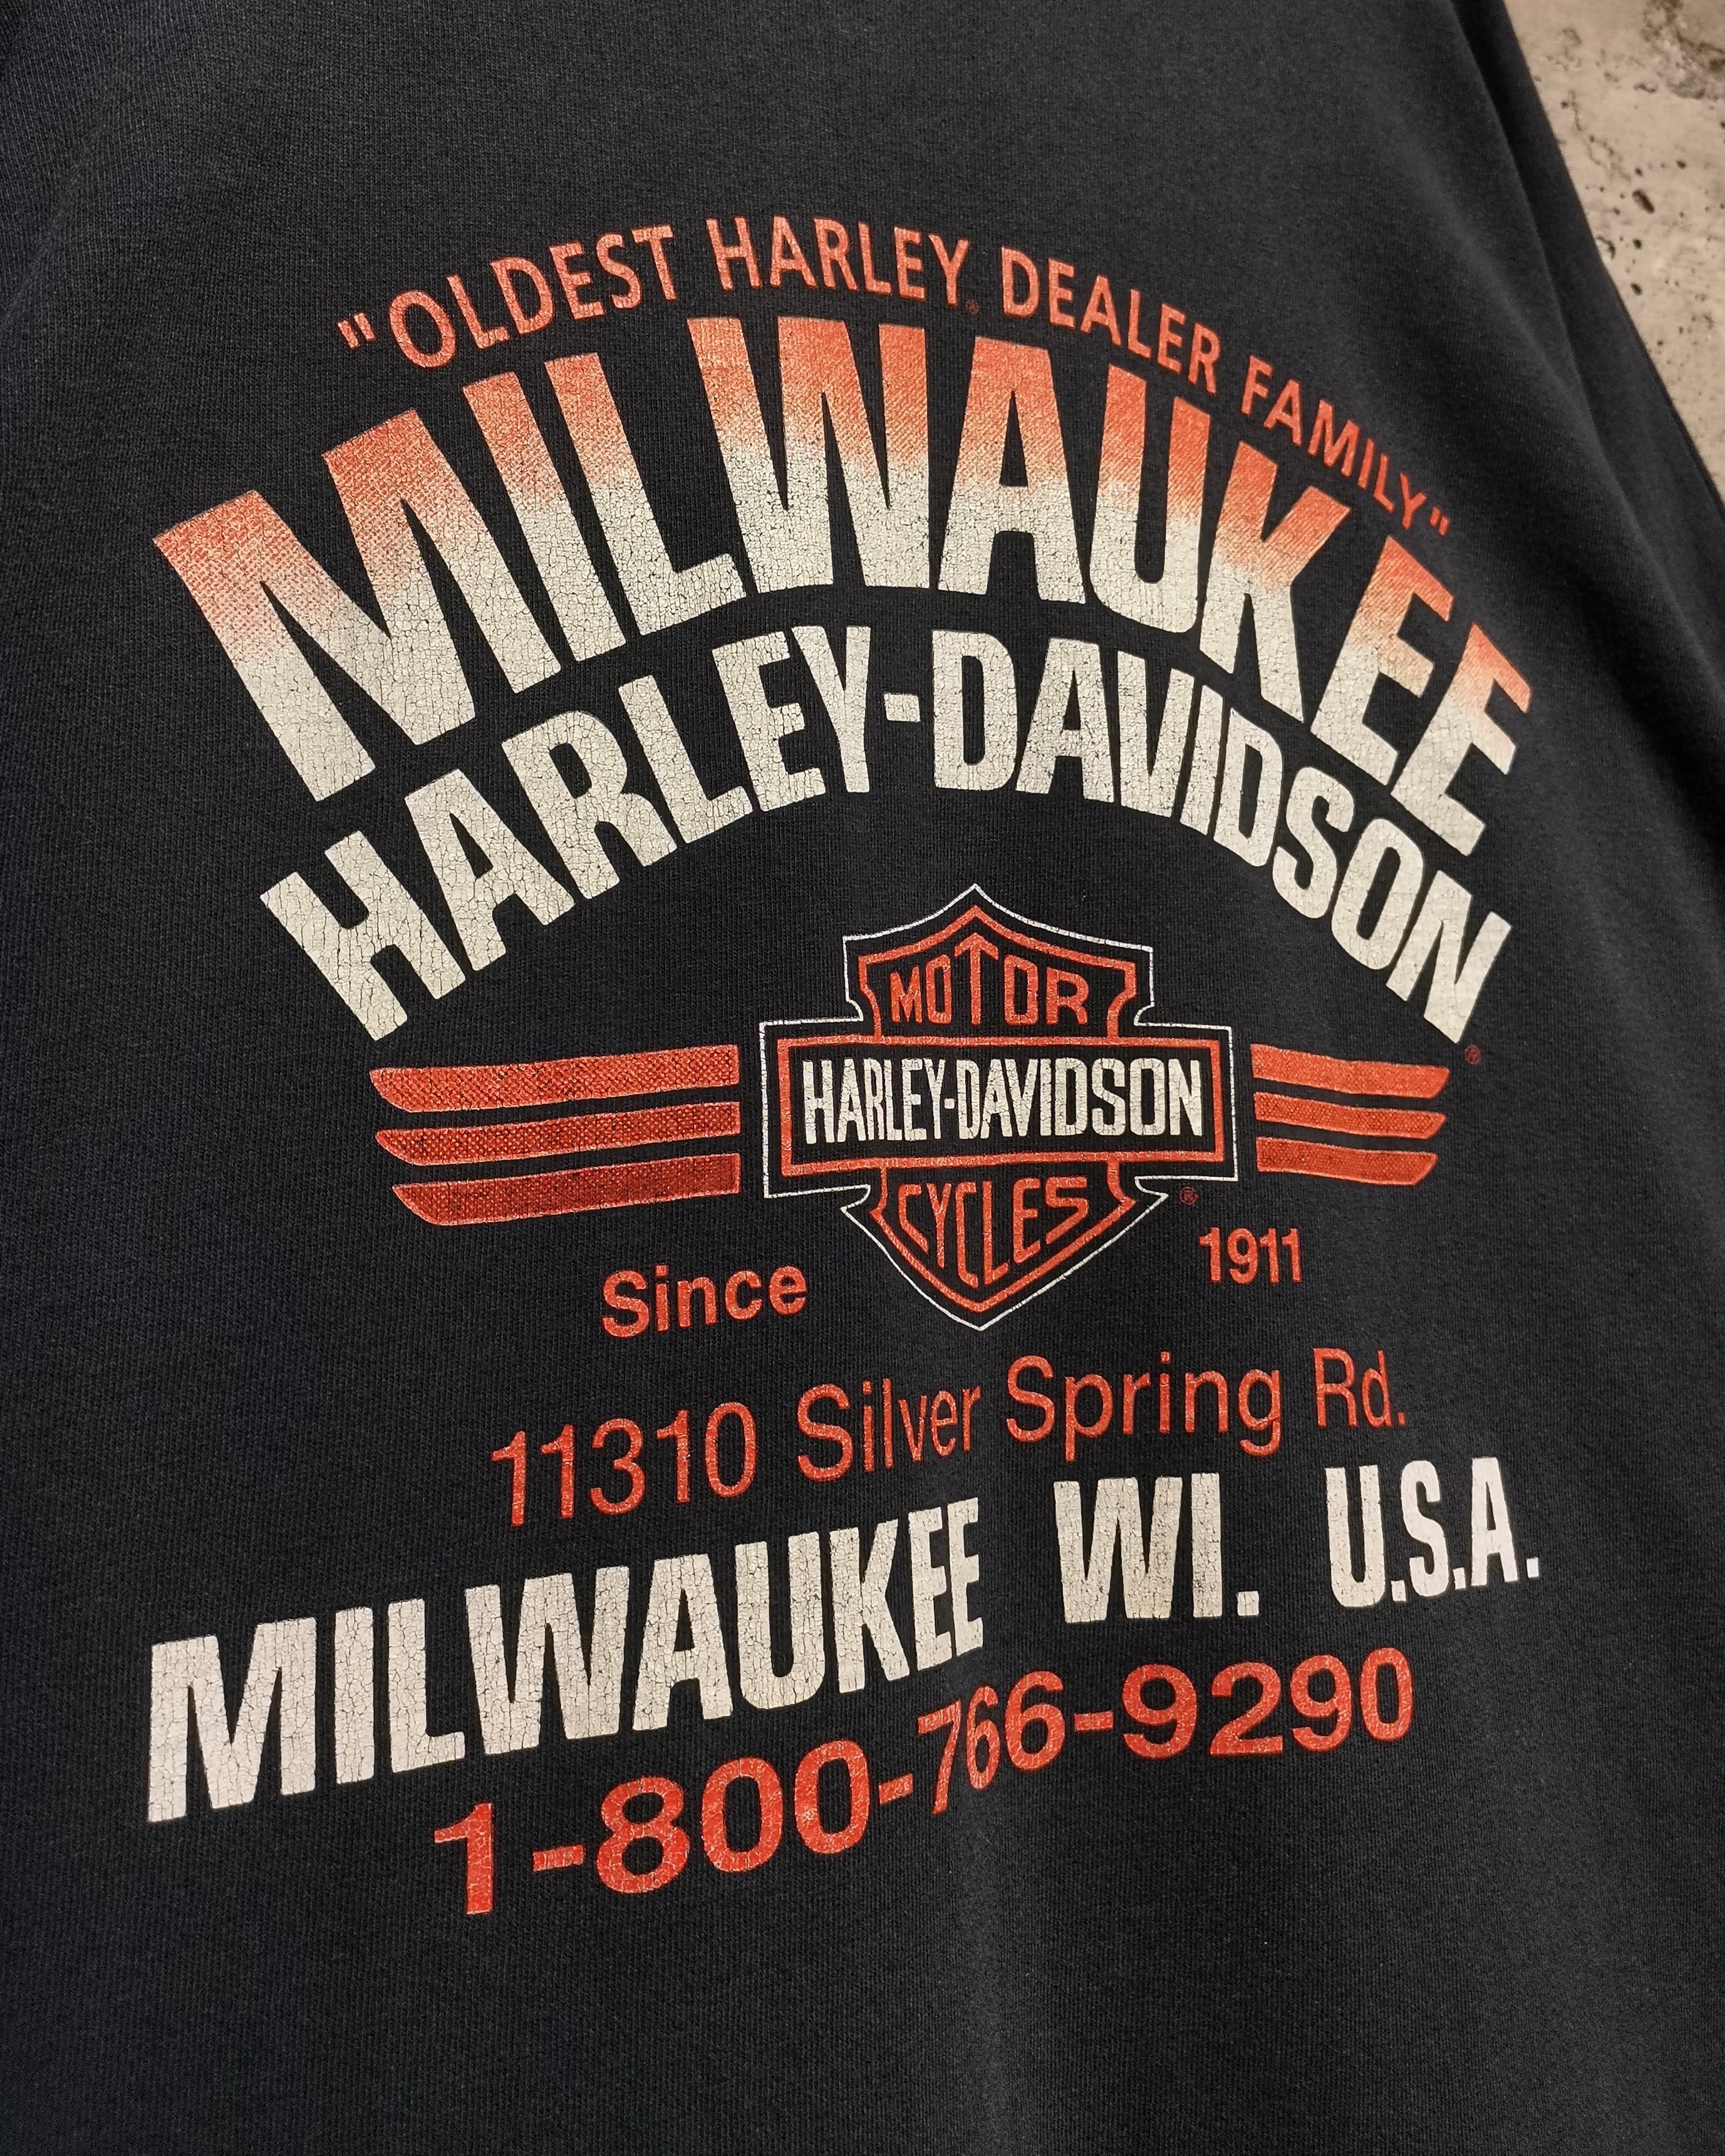 "OLDEST HARLEY® DEALER FAMILY"
MILWAUKEE
HARLEY-DAVIDSON®
MOTOR
HARLEY-DAVIDSON
CYCLES®
Since 1911
11310 Silver Spring Rd.
MILWAUKEE WI. U.S.A.
1-800-766-9290